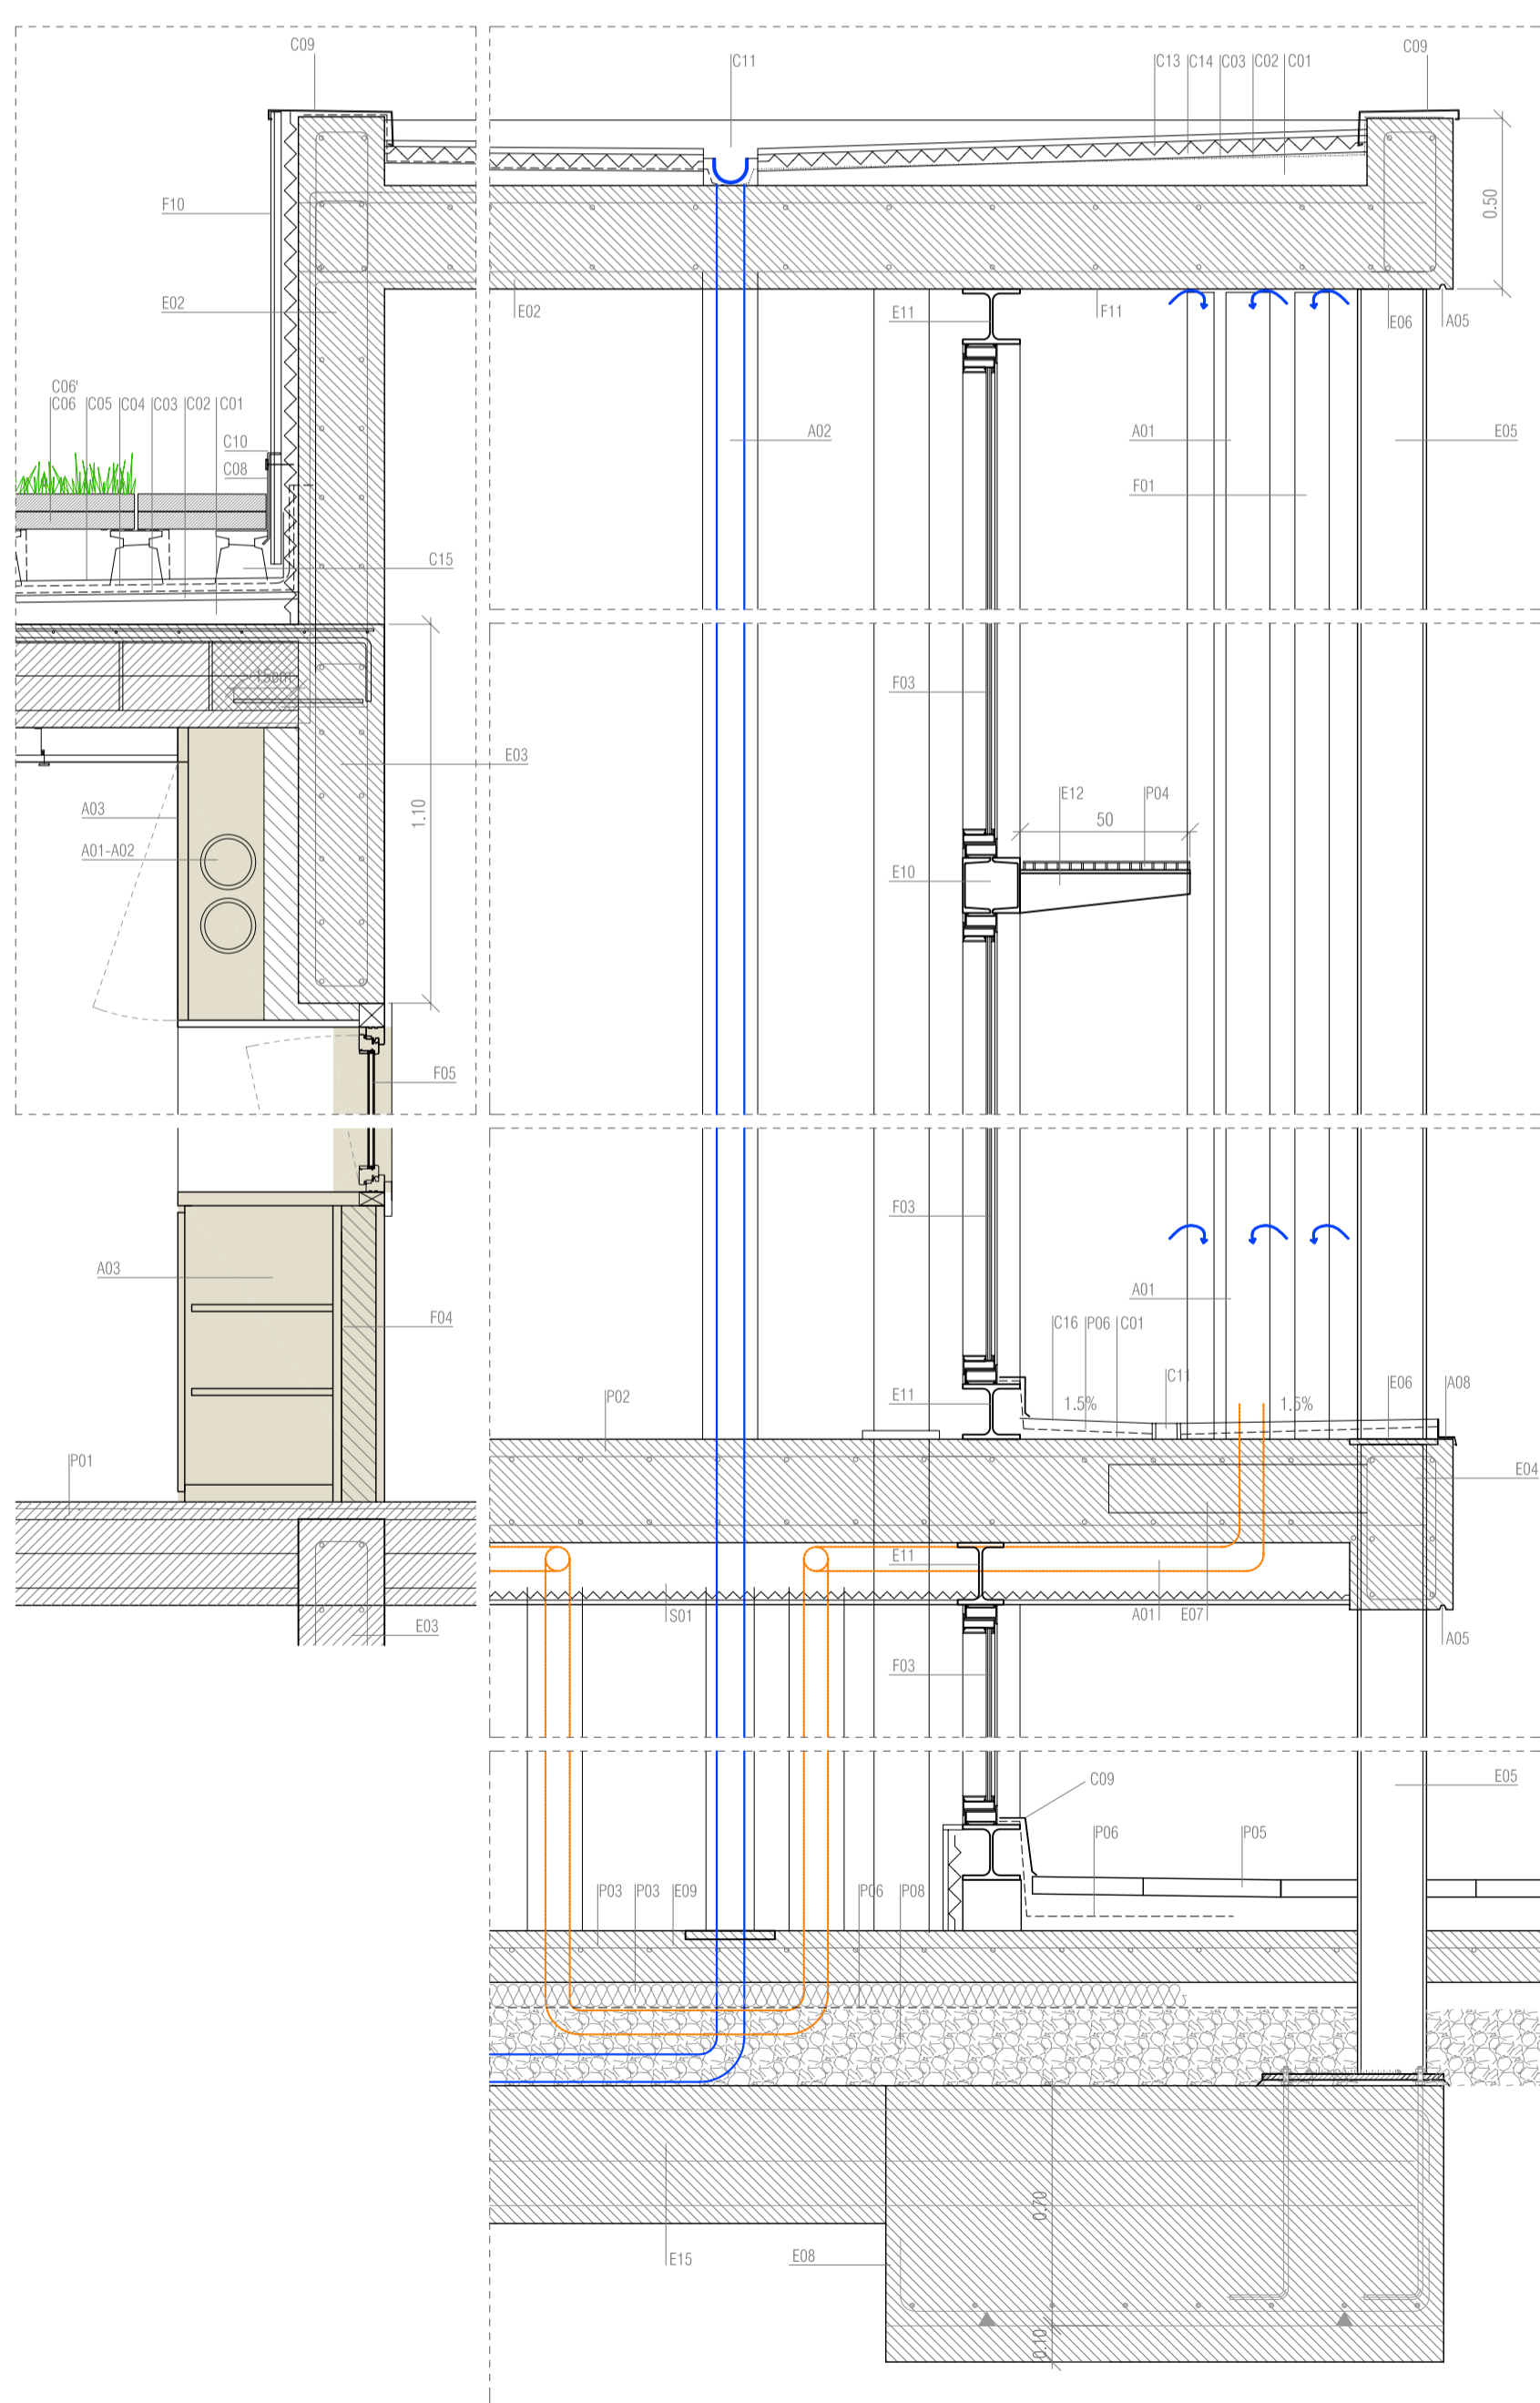 C09
C11
C13 C14 C03 C02 C01
C09
F10
0.50
E02
E02
E11
F11
E06
A05
C06'
C06 C05 C04 C03 C02 C01
C10
C08
A02
A01
E05
F01
C15
15cm
F03
E03
1.10
A03
A01-A02
E12
P04
50
E10
F05
F03
A03
A01
F04
C16 P06 C01
C11
P02
E11
1.5%
1.5%
E06
A08
P01
E04
E11
S01
A01
E07
E03
A05
F03
C09
E05
P06
P05
P03 P03 E09
P06 P08
0.70
E15
E08
0.10